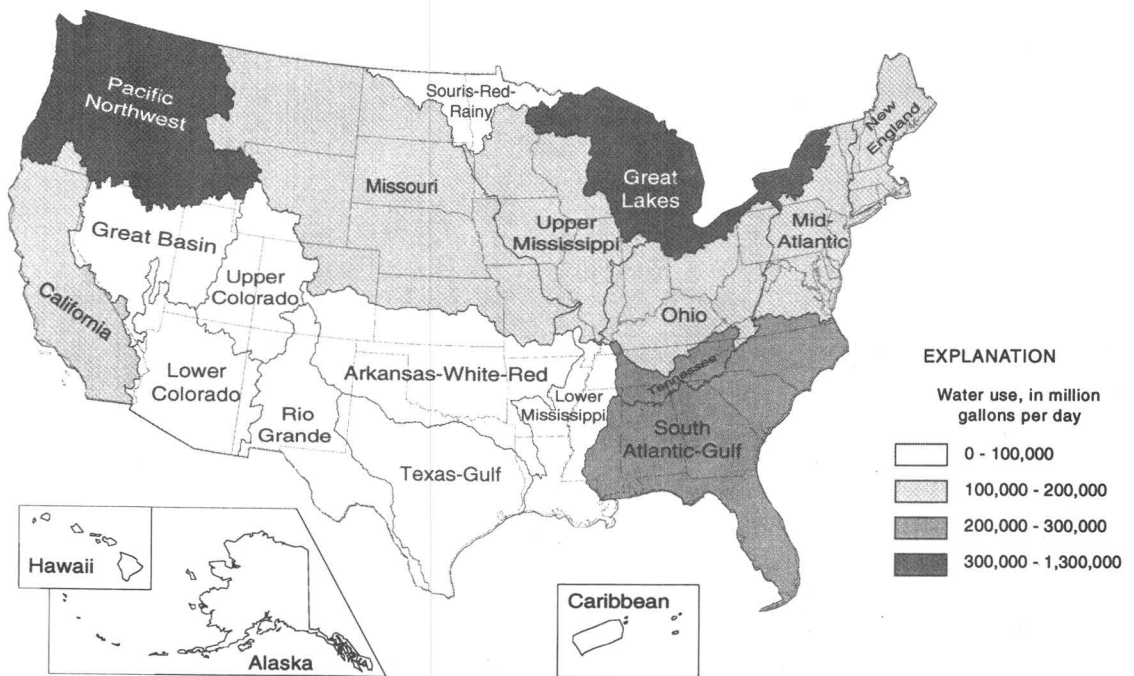 Pacific
Northwest
Souris-Red-
Rainy
New
England
Missouri
Great
Lakes
Upper
Mississippi
Mid-
Atlantic
Great Basin
Upper
Colorado
California
Ohio
Lower
Colorado
Arkansas-White-Red
Tennessee
Rio
Grande
Lower
Mississippi
South
Atlantic-Gulf
Texas-Gulf
Hawaii
Alaska
Caribbean
EXPLANATION
Water use, in million
gallons per day
0 - 100,000
100,000 - 200,000
200,000 - 300,000
300,000 - 1,300,000